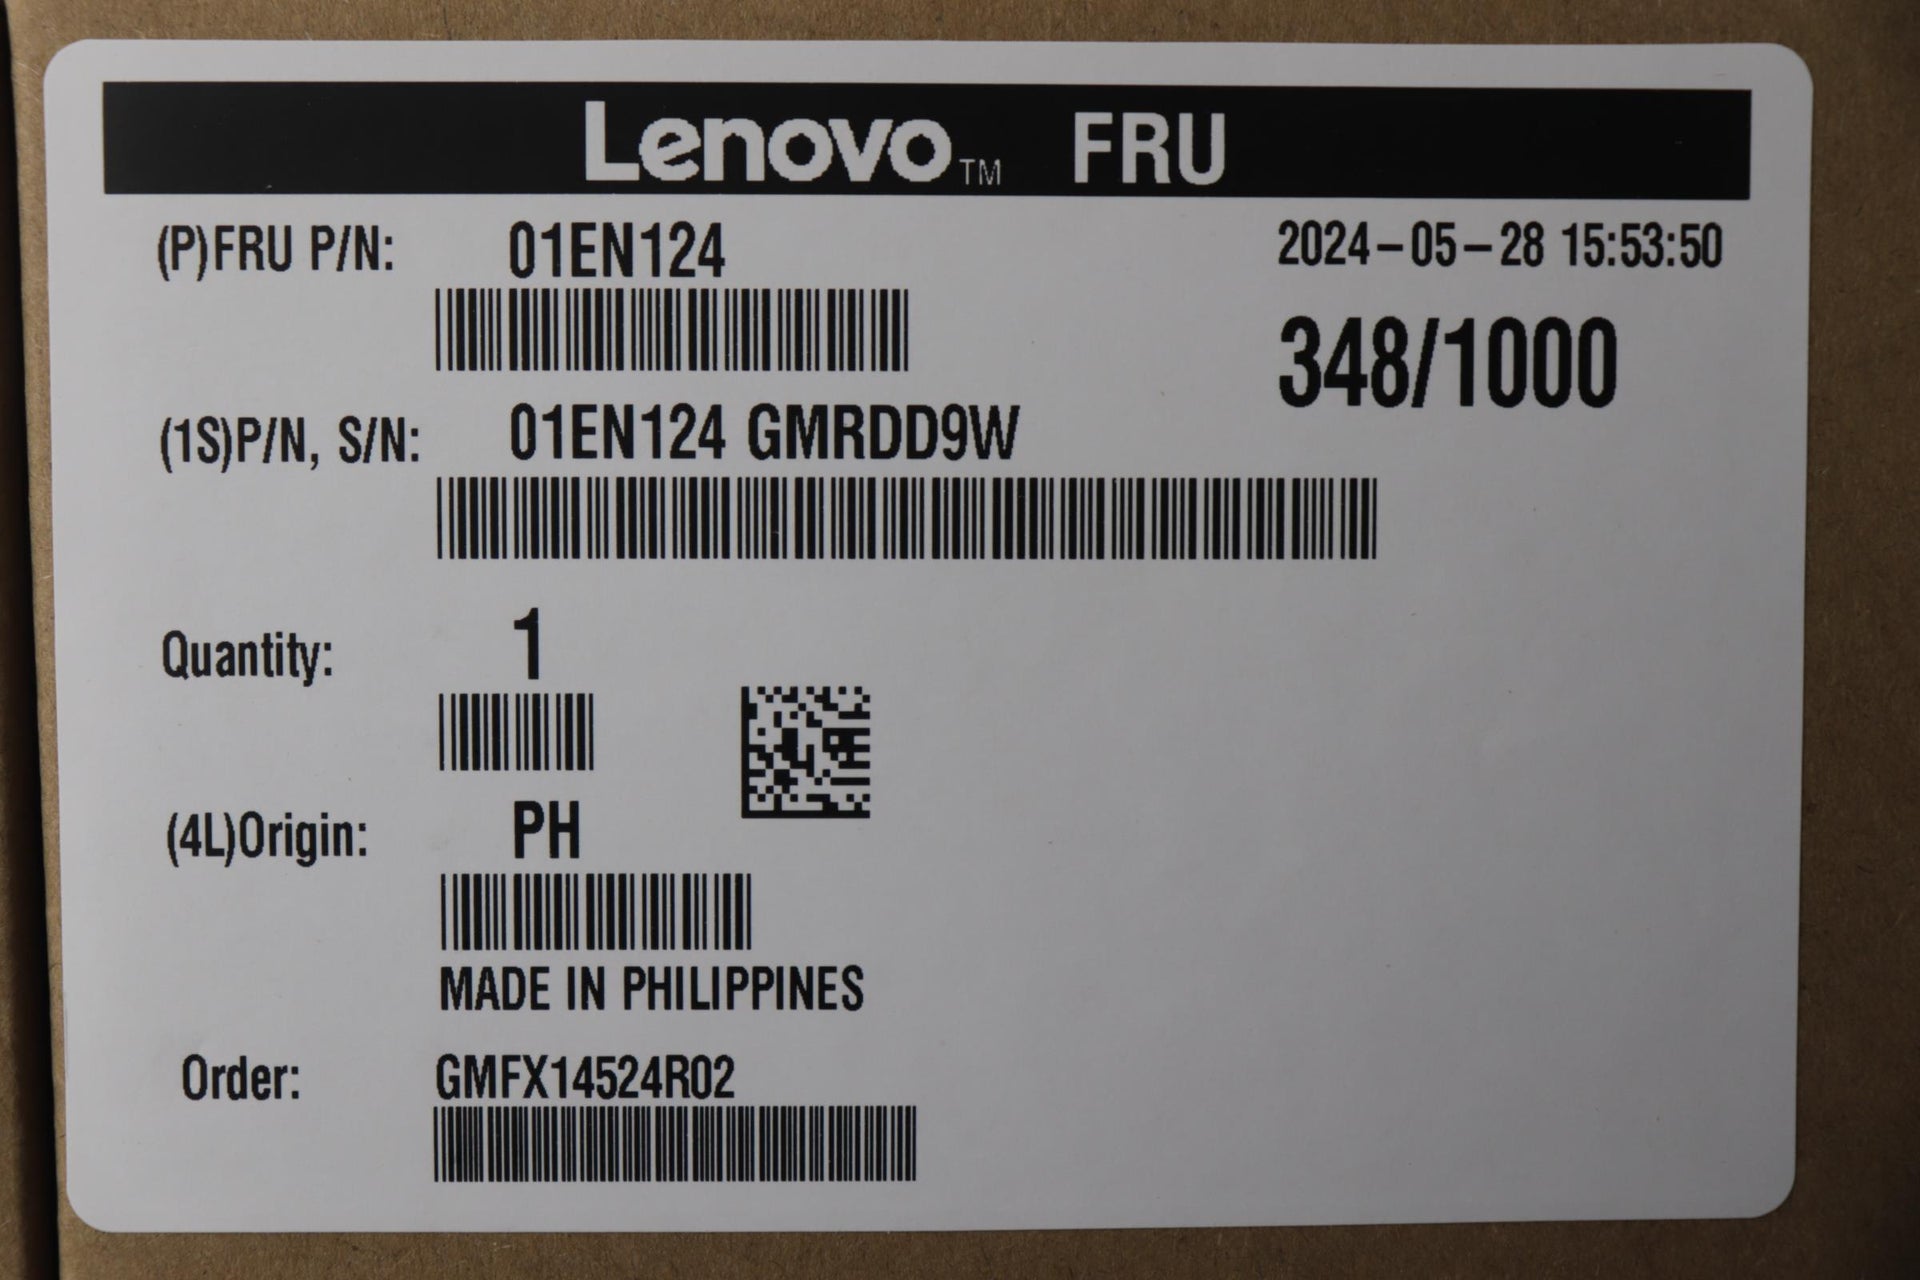 Lenovo™ FRU
(P)FRU P/N: 01EN124 2024-05-28 15:53:50
348/1000
(1S)P/N, S/N: 01EN124 GMRDD9W
Quantity: 1
(4L)Origin: PH
MADE IN PHILIPPINES
Order: GMFX14524R02